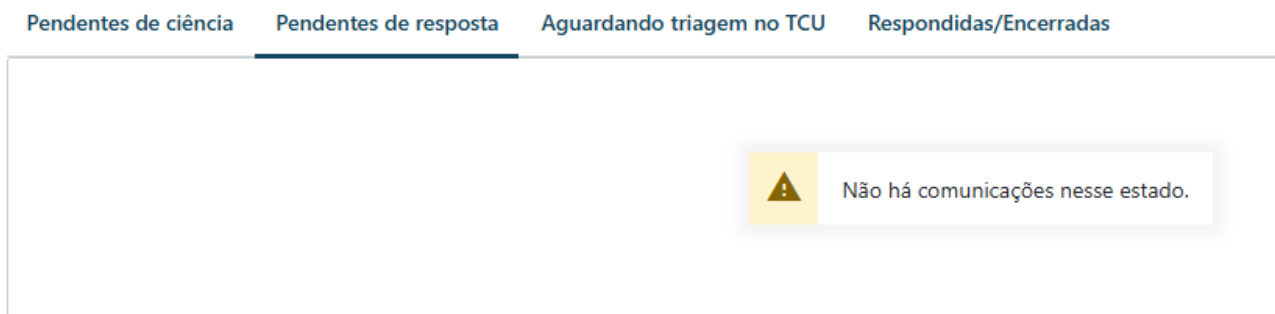 Pendentes de ciência Pendentes de resposta Aguardando triagem no TCU Respondidas/Encerradas
Não há comunicações nesse estado.